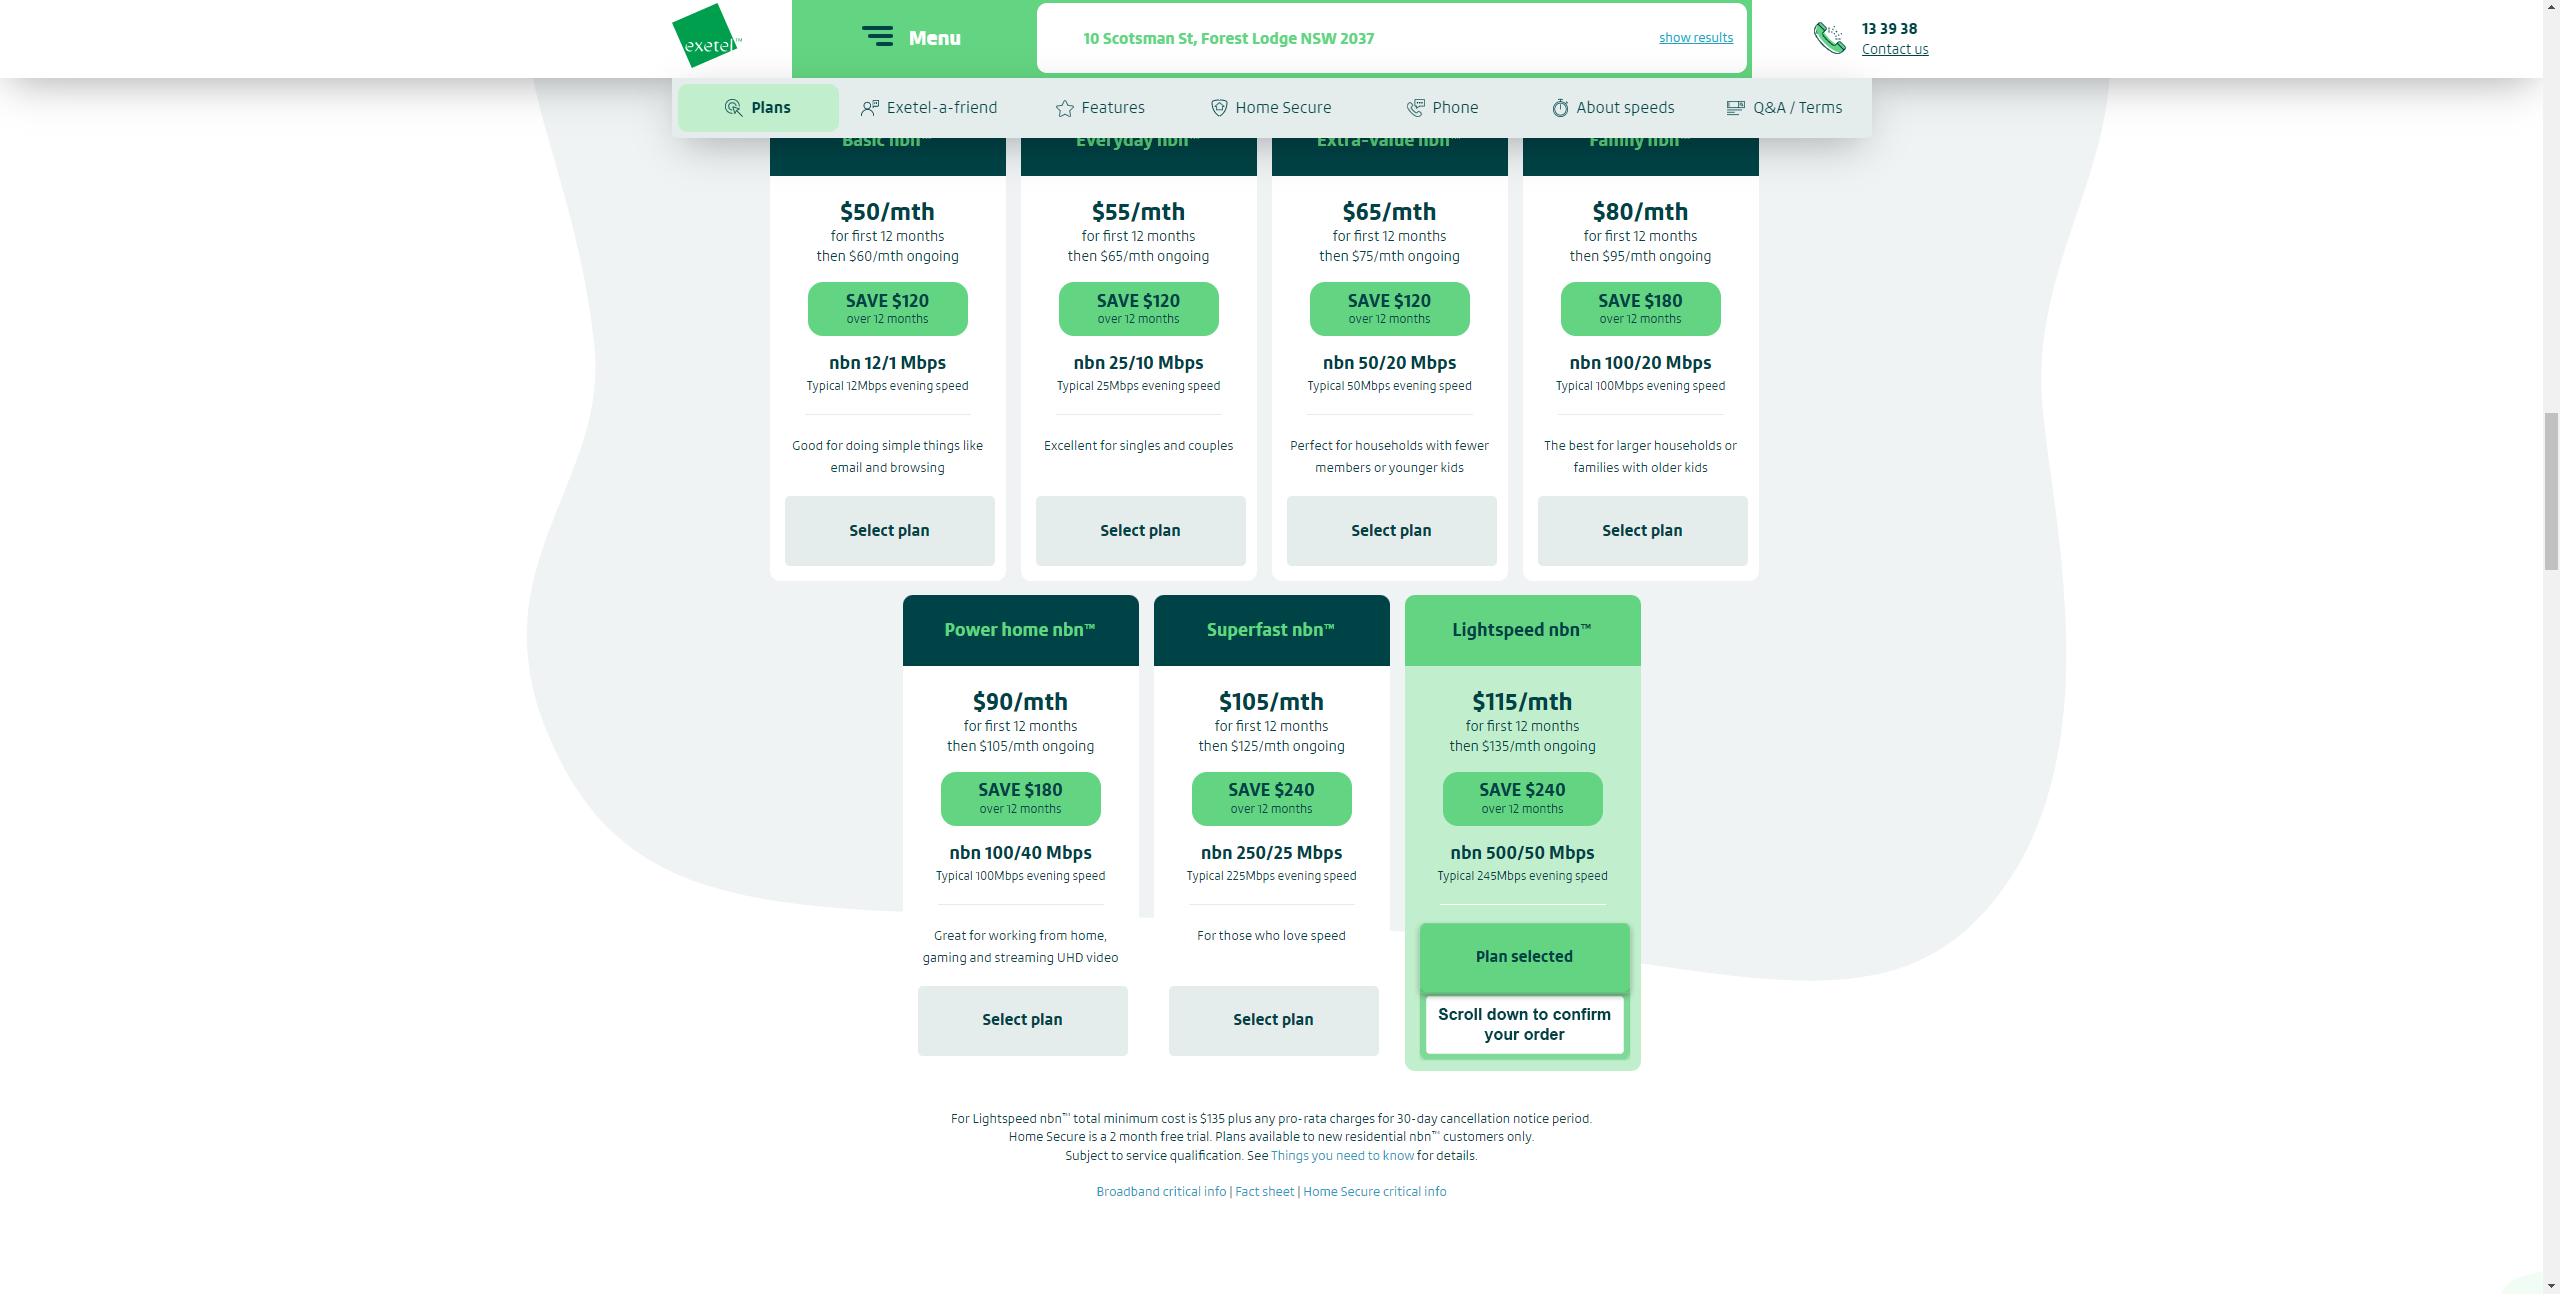 exetel™
Menu
10 Scotsman St, Forest Lodge NSW 2037
show results
13 39 38
Contact us
Plans
Exetel-a-friend
Features
Home Secure
Phone
About speeds
Q&A / Terms
Basic nbn™
Everyday nbn™
Extra-value nbn™
Family nbn™
$50/mth
for first 12 months
then $60/mth ongoing
SAVE $120
over 12 months
nbn 12/1 Mbps
Typical 12Mbps evening speed
Good for doing simple things like
email and browsing
Select plan
$55/mth
for first 12 months
then $65/mth ongoing
SAVE $120
over 12 months
nbn 25/10 Mbps
Typical 25Mbps evening speed
Excellent for singles and couples
Select plan
$65/mth
for first 12 months
then $75/mth ongoing
SAVE $120
over 12 months
nbn 50/20 Mbps
Typical 50Mbps evening speed
Perfect for households with fewer
members or younger kids
Select plan
$80/mth
for first 12 months
then $95/mth ongoing
SAVE $180
over 12 months
nbn 100/20 Mbps
Typical 100Mbps evening speed
The best for larger households or
families with older kids
Select plan
Power home nbn™
$90/mth
for first 12 months
then $105/mth ongoing
SAVE $180
over 12 months
nbn 100/40 Mbps
Typical 100Mbps evening speed
Great for working from home,
gaming and streaming UHD video
Select plan
Superfast nbn™
$105/mth
for first 12 months
then $125/mth ongoing
SAVE $240
over 12 months
nbn 250/25 Mbps
Typical 225Mbps evening speed
For those who love speed
Select plan
Lightspeed nbn™
$115/mth
for first 12 months
then $135/mth ongoing
SAVE $240
over 12 months
nbn 500/50 Mbps
Typical 245Mbps evening speed
Plan selected
Scroll down to confirm
your order
For Lightspeed nbn™ total minimum cost is $135 plus any pro-rata charges for 30-day cancellation notice period.
Home Secure is a 2 month free trial. Plans available to new residential nbn™ customers only.
Subject to service qualification. See Things you need to know for details.
Broadband critical info | Fact sheet | Home Secure critical info